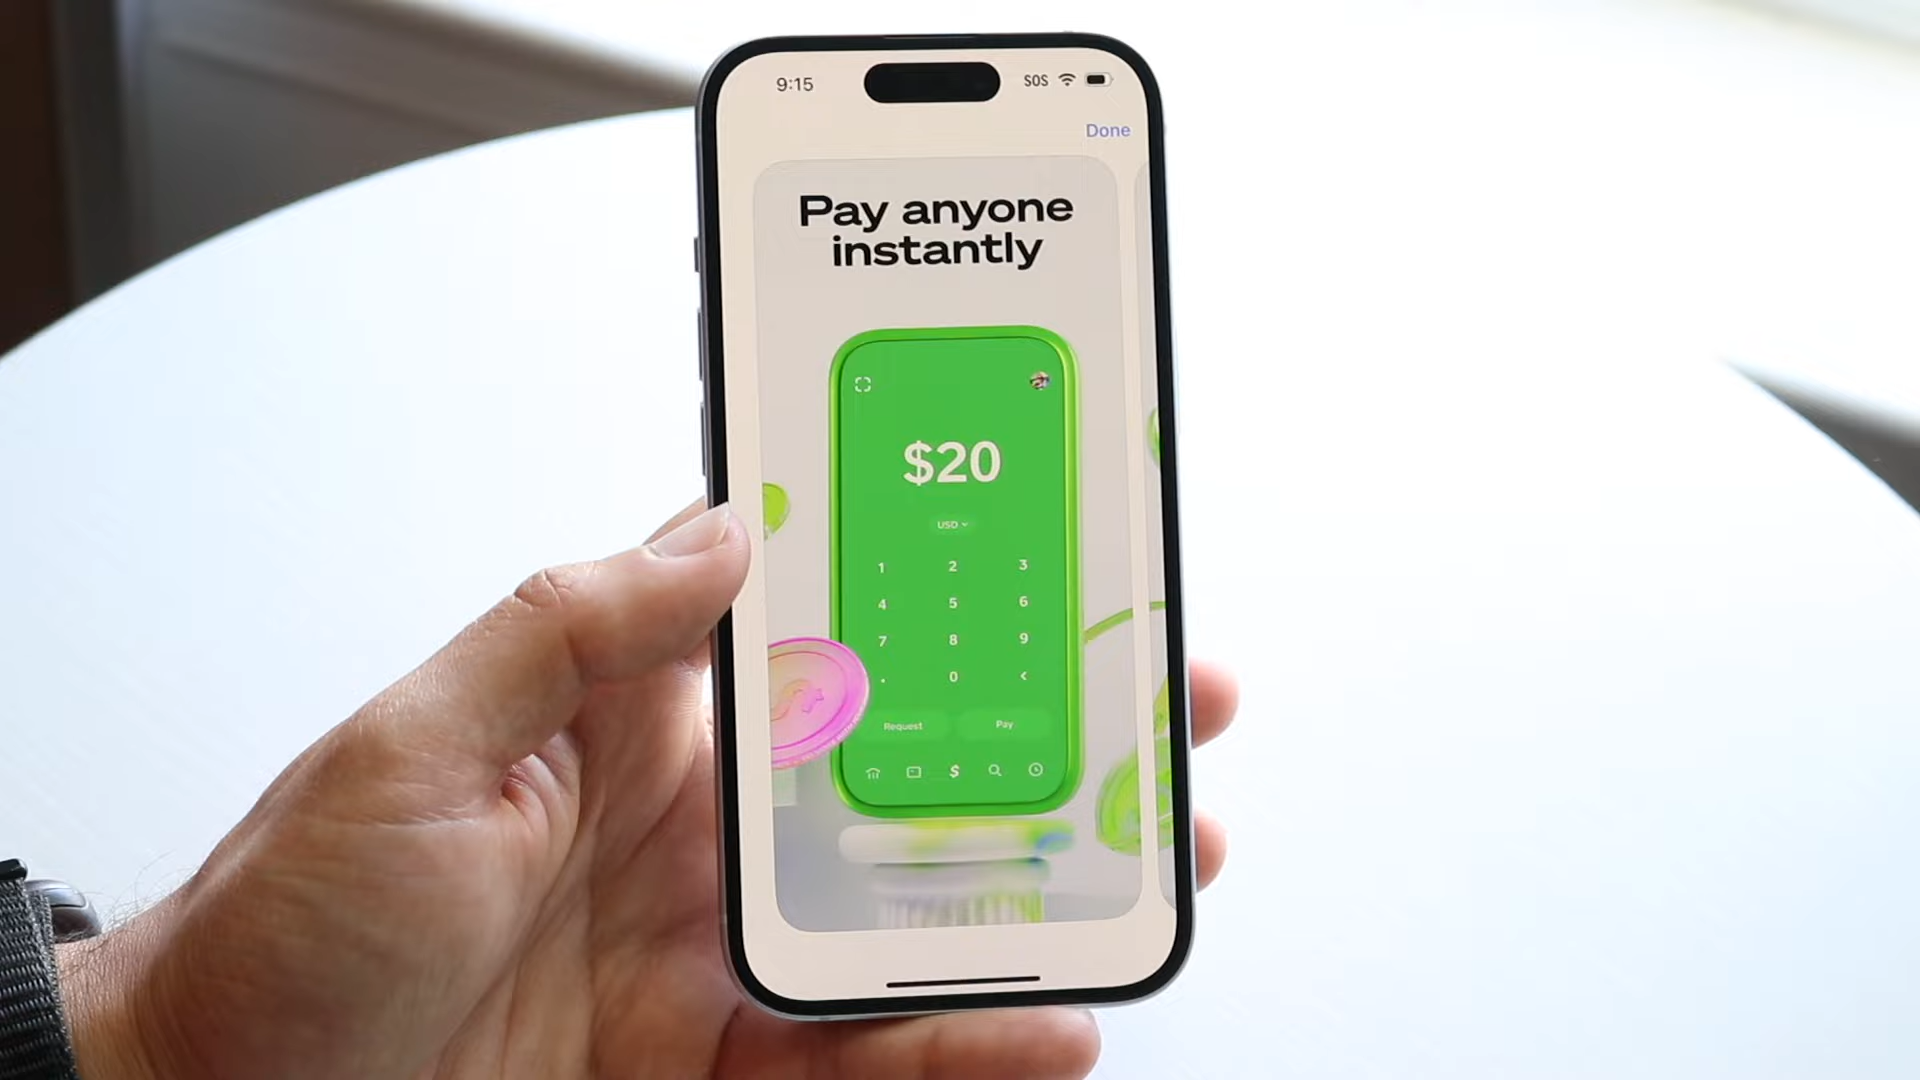 9:15 SOS
Done
Pay anyone
instantly
$20
USD
1 2 3
4 5 6
7 8 9
. 0 <
Request Pay
$